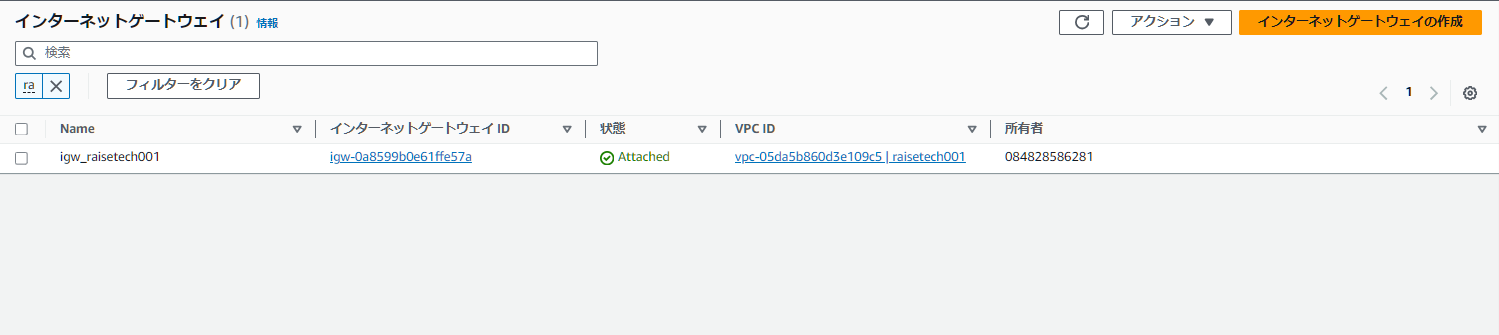 インターネットゲートウェイ (1) 情報
アクション ▼
インターネットゲートウェイの作成
検索
ra
フィルターをクリア
1
Name インターネットゲートウェイ ID 状態 VPC ID 所有者
igw_raisetech001 igw-0a8599b0e61ffe57a Attached vpc-05da5b860d3e109c5 | raisetech001 084828586281